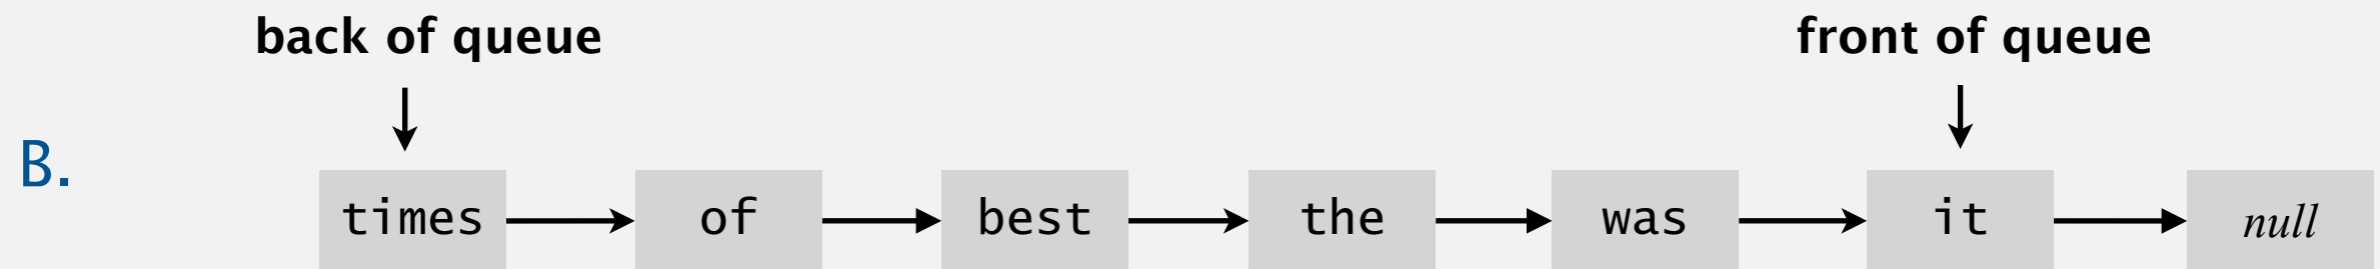 back of queue front of queue
B.
times of best the was it null